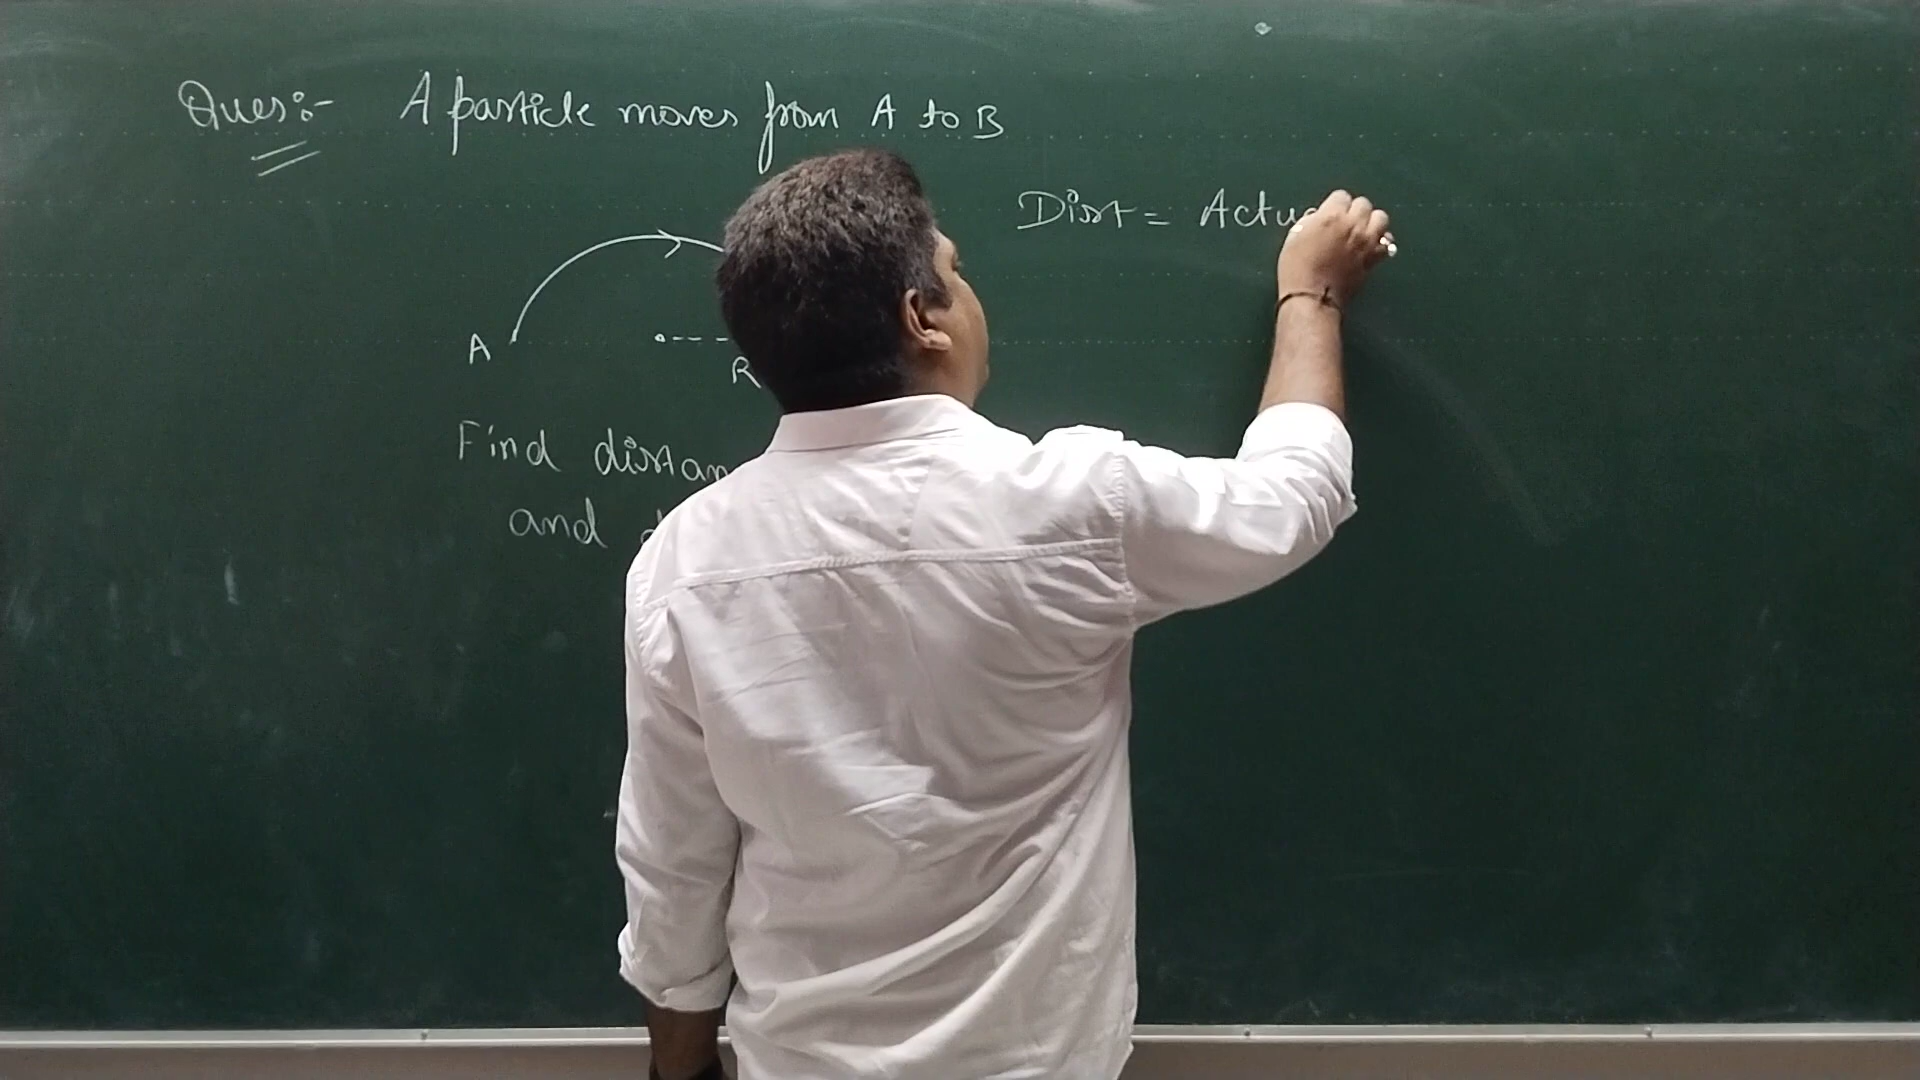 Ques:- A particle moves from A to B
Dist = Actu
A
R
Find distan
and